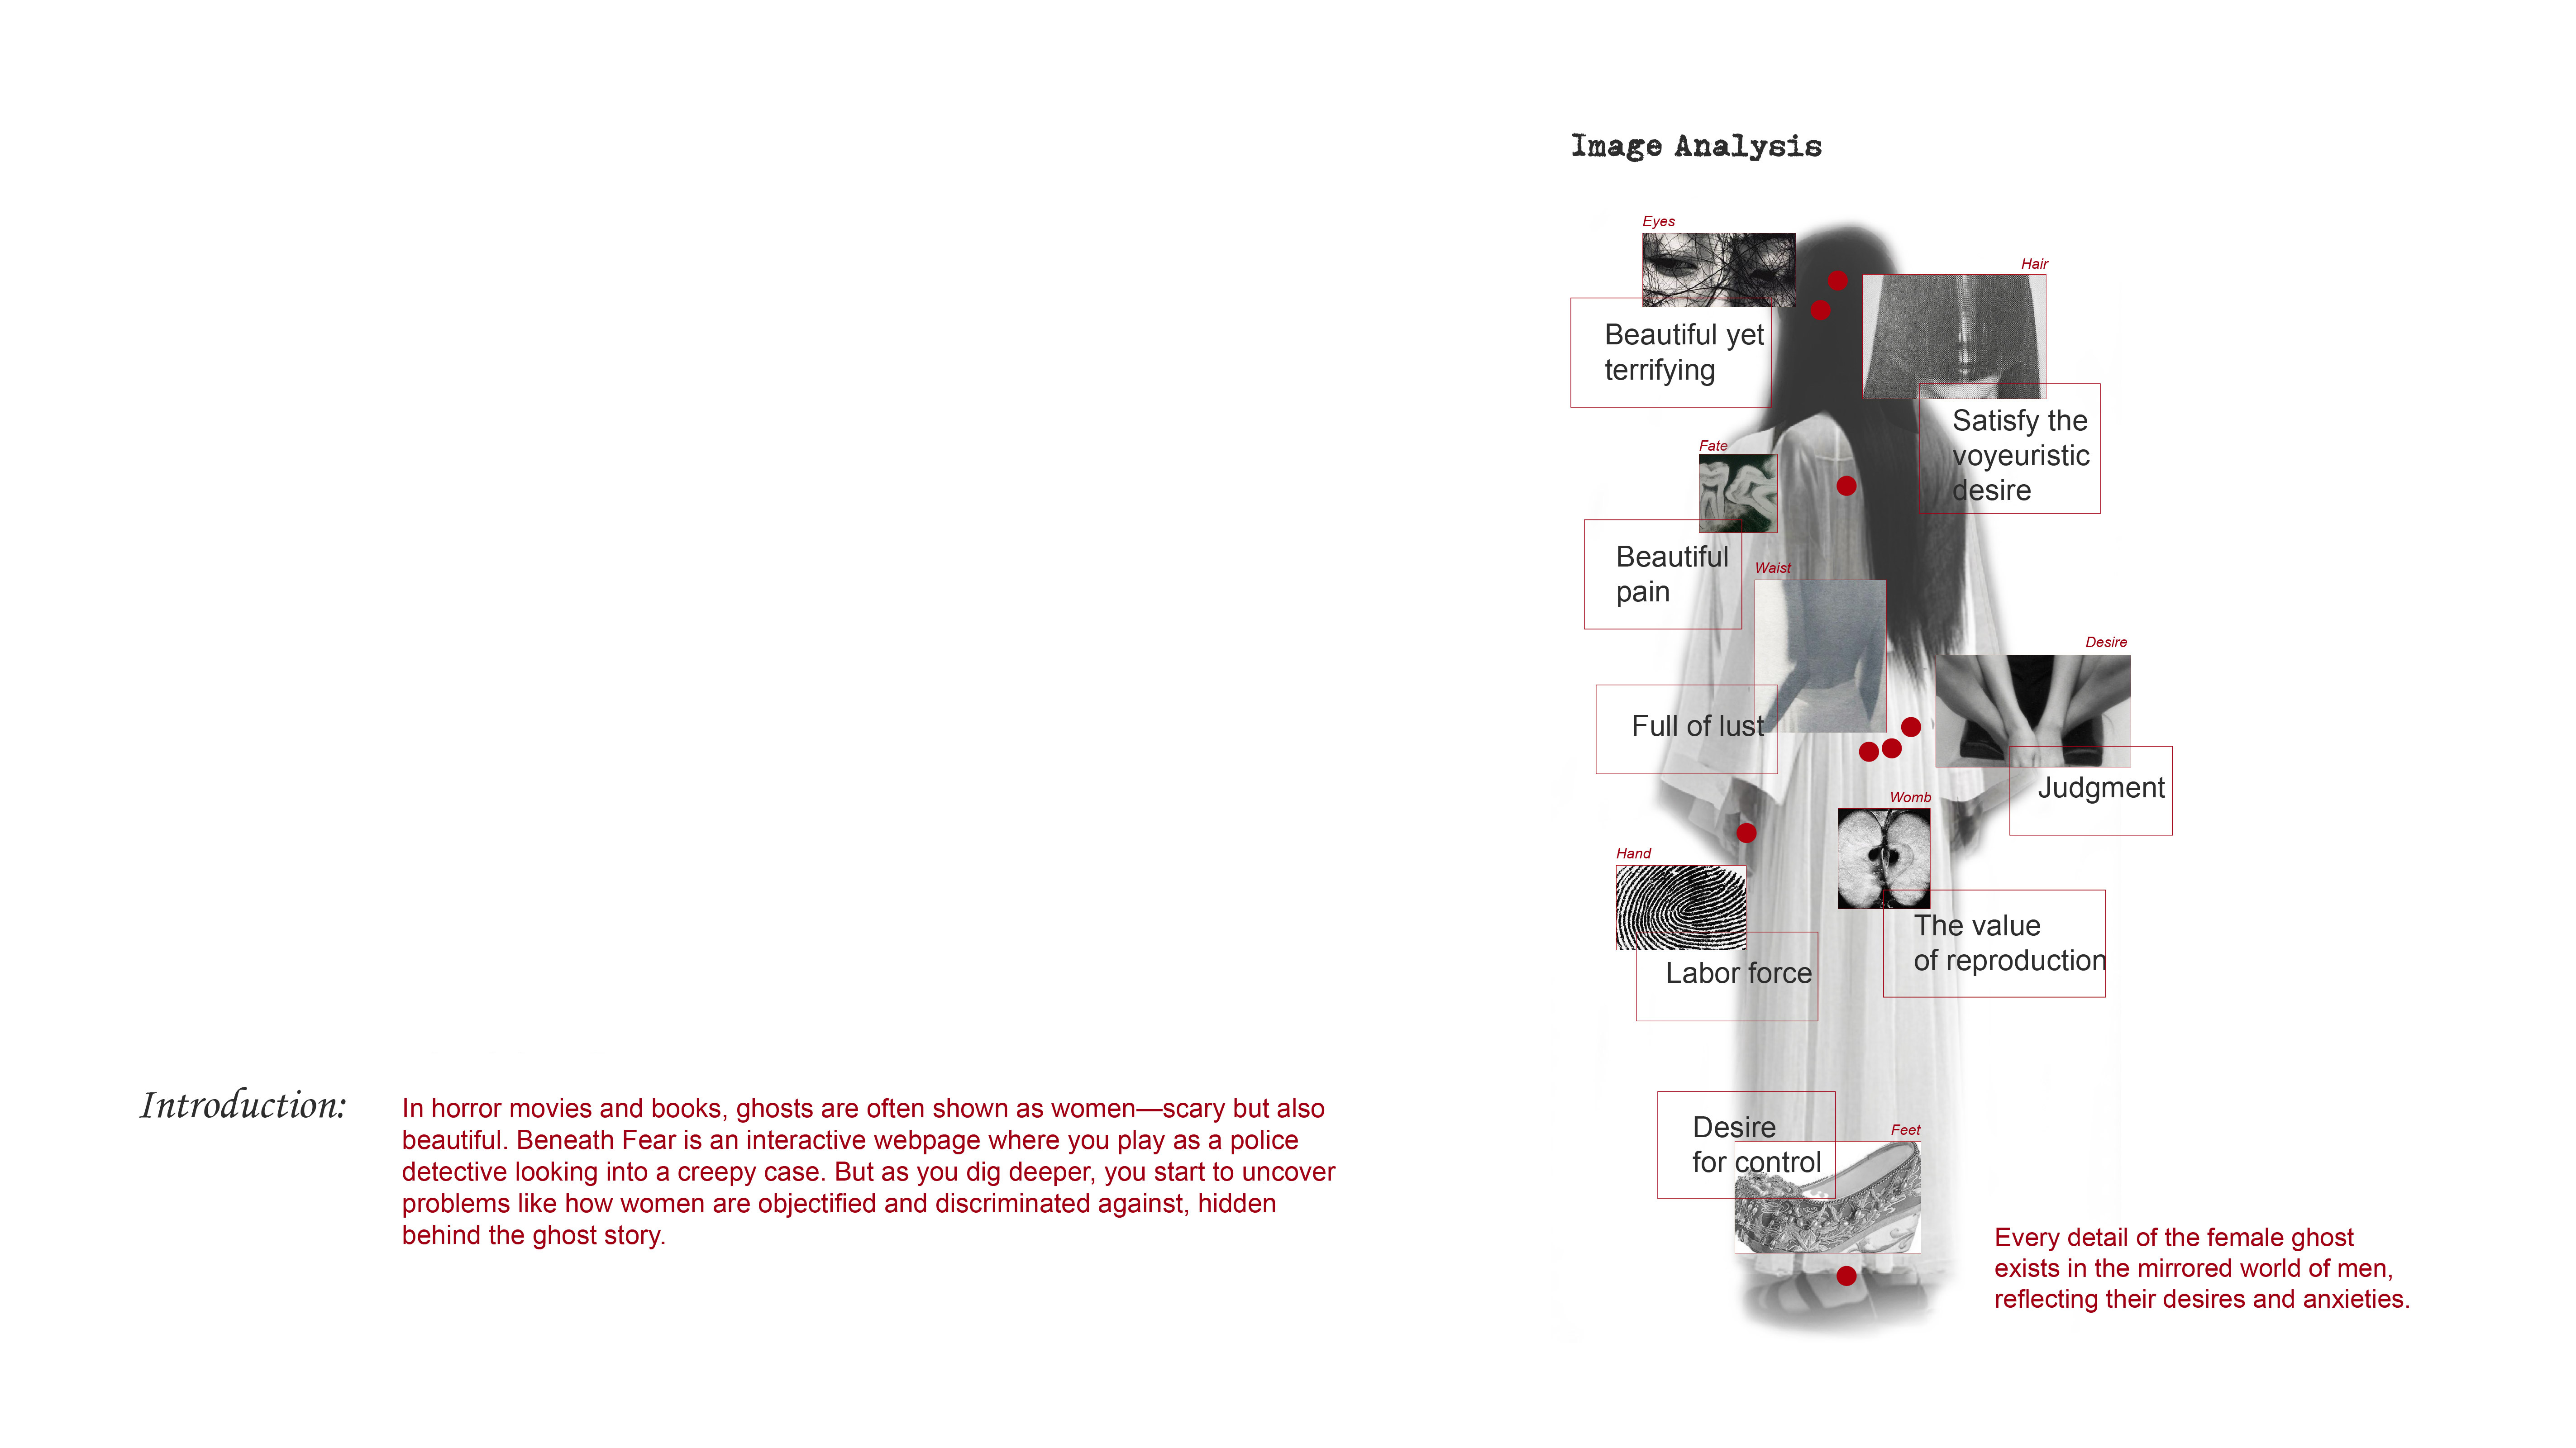 Image Analysis
Eyes
Beautiful yet
terrifying
Hair
Satisfy the
voyeuristic
desire
Fate
Beautiful
pain
Waist
Full of lust
Desire
Judgment
Womb
The value
of reproduction
Hand
Labor force
Desire
for control
Feet
Introduction:
In horror movies and books, ghosts are often shown as women—scary but also
beautiful. Beneath Fear is an interactive webpage where you play as a police
detective looking into a creepy case. But as you dig deeper, you start to uncover
problems like how women are objectified and discriminated against, hidden
behind the ghost story.
Every detail of the female ghost
exists in the mirrored world of men,
reflecting their desires and anxieties.